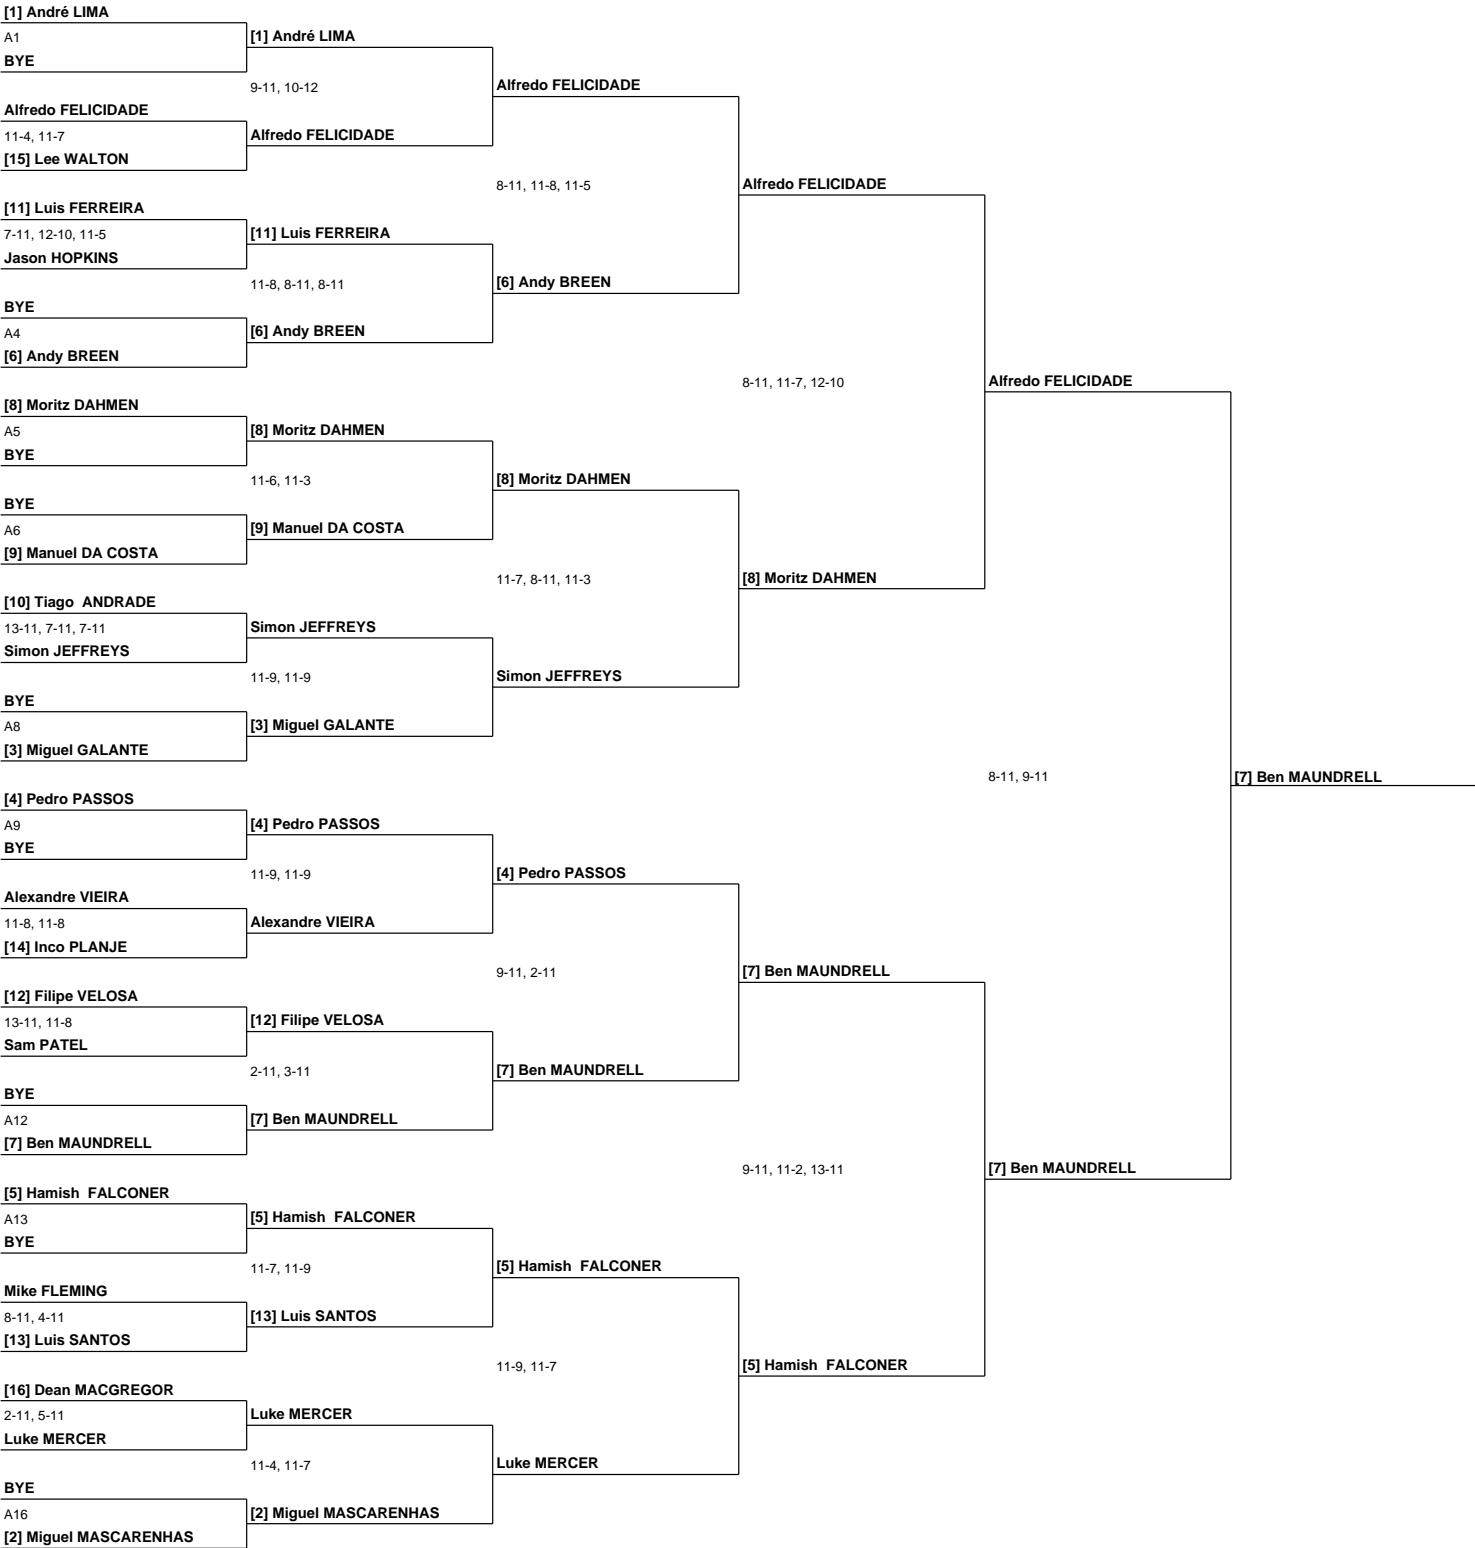 [1] André LIMA
A1
[1] André LIMA
BYE
9-11, 10-12
Alfredo FELICIDADE
Alfredo FELICIDADE
11-4, 11-7
Alfredo FELICIDADE
[15] Lee WALTON
8-11, 11-8, 11-5
Alfredo FELICIDADE
[11] Luis FERREIRA
7-11, 12-10, 11-5
[11] Luis FERREIRA
Jason HOPKINS
11-8, 8-11, 8-11
[6] Andy BREEN
BYE
A4
[6] Andy BREEN
[6] Andy BREEN
8-11, 11-7, 12-10
Alfredo FELICIDADE
[8] Moritz DAHMEN
A5
[8] Moritz DAHMEN
BYE
11-6, 11-3
[8] Moritz DAHMEN
BYE
A6
[9] Manuel DA COSTA
[9] Manuel DA COSTA
11-7, 8-11, 11-3
[8] Moritz DAHMEN
[10] Tiago  ANDRADE
13-11, 7-11, 7-11
Simon JEFFREYS
Simon JEFFREYS
11-9, 11-9
Simon JEFFREYS
BYE
A8
[3] Miguel GALANTE
[3] Miguel GALANTE
8-11, 9-11
[7] Ben MAUNDRELL
[4] Pedro PASSOS
A9
[4] Pedro PASSOS
BYE
11-9, 11-9
[4] Pedro PASSOS
Alexandre VIEIRA
11-8, 11-8
Alexandre VIEIRA
[14] Inco PLANJE
9-11, 2-11
[7] Ben MAUNDRELL
[12] Filipe VELOSA
13-11, 11-8
[12] Filipe VELOSA
Sam PATEL
2-11, 3-11
[7] Ben MAUNDRELL
BYE
A12
[7] Ben MAUNDRELL
[7] Ben MAUNDRELL
9-11, 11-2, 13-11
[7] Ben MAUNDRELL
[5] Hamish  FALCONER
A13
[5] Hamish  FALCONER
BYE
11-7, 11-9
[5] Hamish  FALCONER
Mike FLEMING
8-11, 4-11
[13] Luis SANTOS
[13] Luis SANTOS
11-9, 11-7
[5] Hamish  FALCONER
[16] Dean MACGREGOR
2-11, 5-11
Luke MERCER
Luke MERCER
11-4, 11-7
Luke MERCER
BYE
A16
[2] Miguel MASCARENHAS
[2] Miguel MASCARENHAS